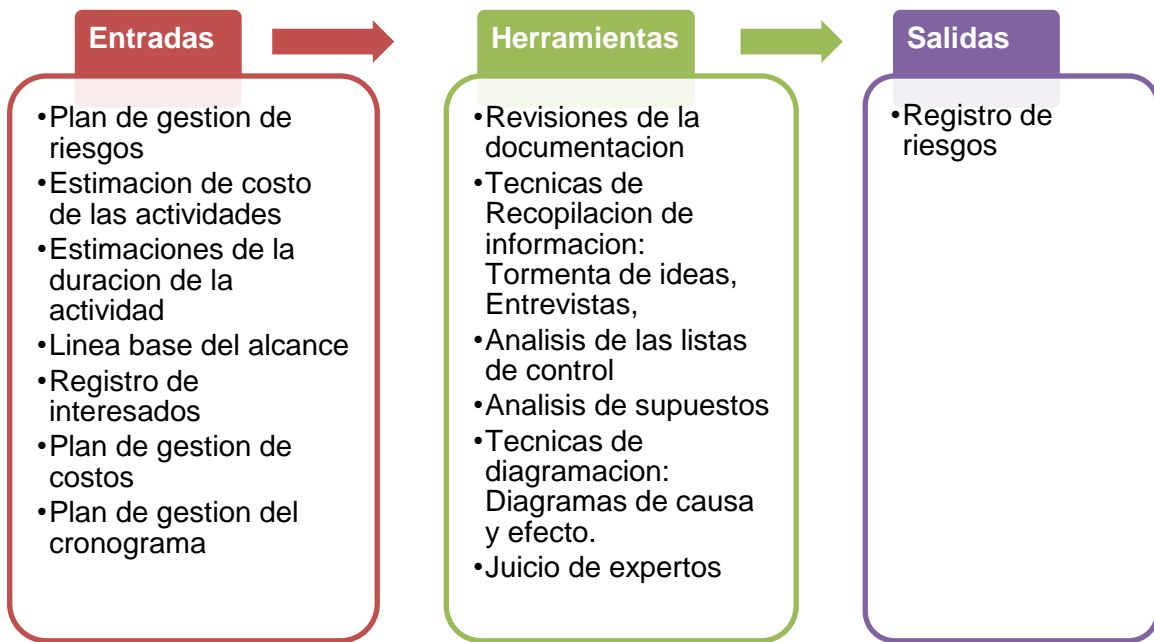 Entradas
Herramientas
Salidas
•Plan de gestion de
riesgos
•Estimacion de costo
de las actividades
•Estimaciones de la
duracion de la
actividad
•Linea base del alcance
•Registro de
interesados
•Plan de gestion de
costos
•Plan de gestion del
cronograma
•Revisiones de la
documentacion
•Tecnicas de
Recopilacion de
informacion:
Tormenta de ideas,
Entrevistas,
•Analisis de las listas
de control
•Analisis de supuestos
•Tecnicas de
diagramacion:
Diagramas de causa
y efecto.
•Juicio de expertos
•Registro de
riesgos